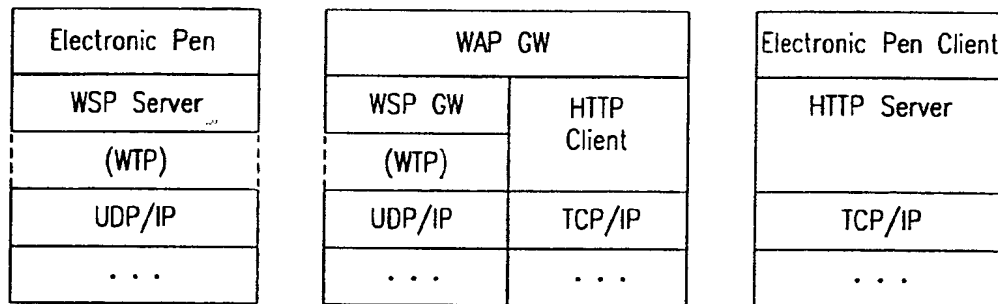 Electronic Pen
WSP Server
(WTP)
UDP/IP
. . .
WAP GW
WSP GW
(WTP)
UDP/IP
. . .
HTTP
Client
TCP/IP
. . .
Electronic Pen Client
HTTP Server
TCP/IP
. . .